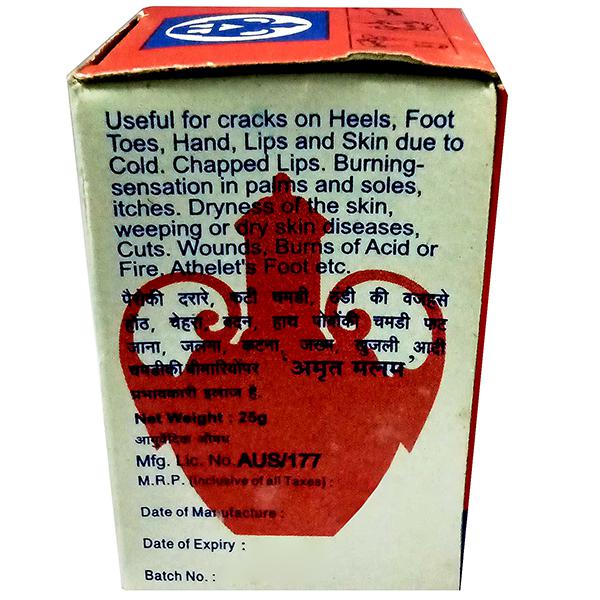 Useful for cracks on Heels, Foot
Toes, Hand, Lips and Skin due to
Cold. Chapped Lips. Burning-
sensation in palms and soles,
itches. Dryness of the skin,
weeping or dry skin diseases,
Cuts. Wounds, Burns of Acid or
Fire, Athelet's Foot etc.
पैरोकी दरारे, कटी चमडी, ठंडी की वजहसे
होंठ, चेहरा, बदन, हाथ पाँवोंकी चमडी फट
जाना, जलना, कटना, जख्म, खुजली आदी
चमडीकी बीमारियोंपर 'अमृत मलम'
प्रभावकारी इलाज है.
Net Weight : 25g
आयुर्वेदिक औषध
Mfg. Lic. No. AUS/177
M.R.P. (Inclusive of all Taxes) :
Date of Manufacture :
Date of Expiry :
Batch No. :